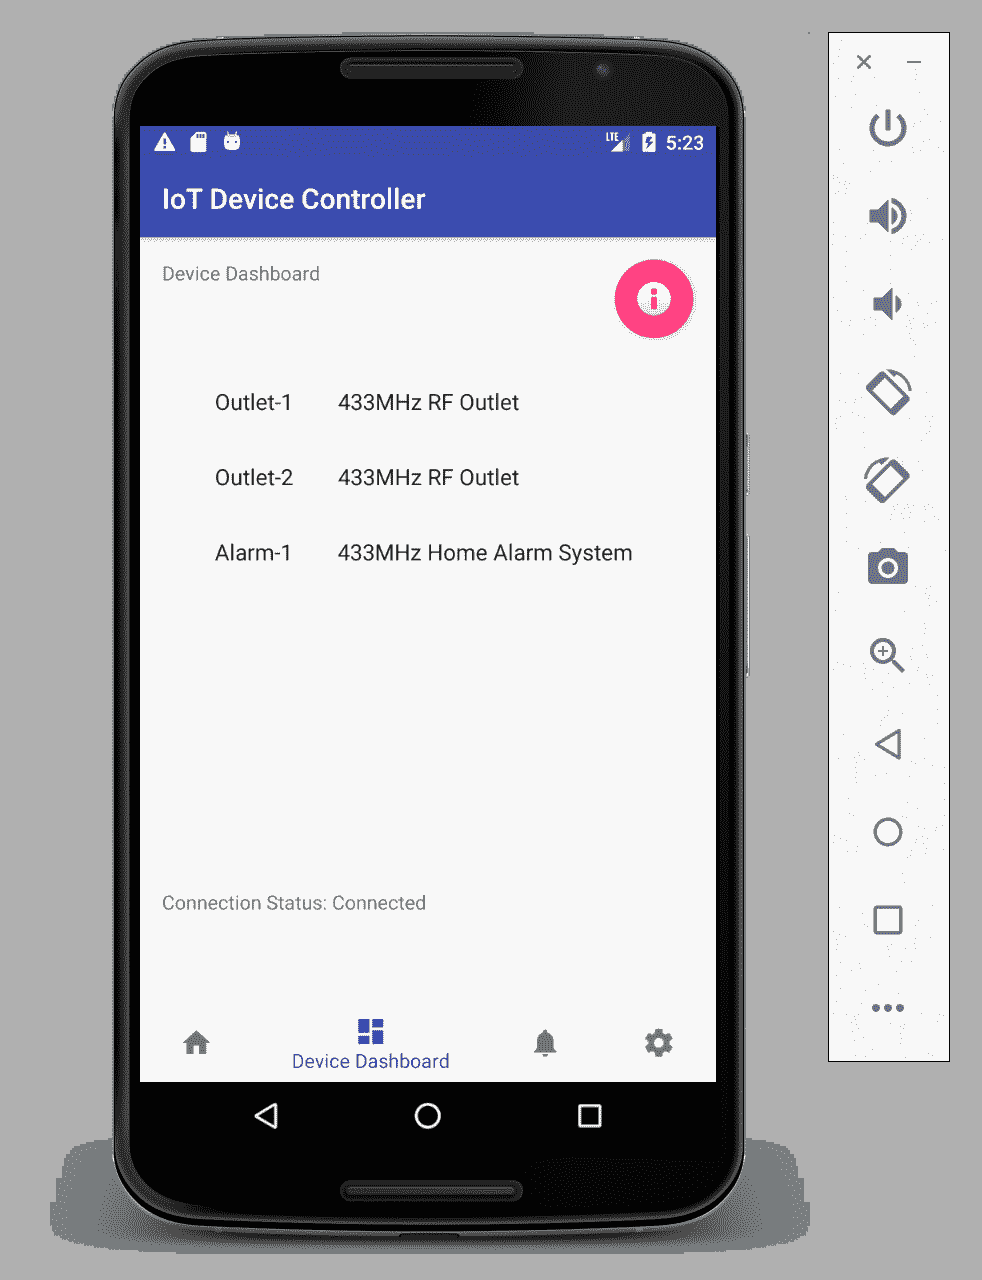 LTE 5:23
IoT Device Controller
Device Dashboard
Outlet-1 433MHz RF Outlet
Outlet-2 433MHz RF Outlet
Alarm-1 433MHz Home Alarm System
Connection Status: Connected
Device Dashboard